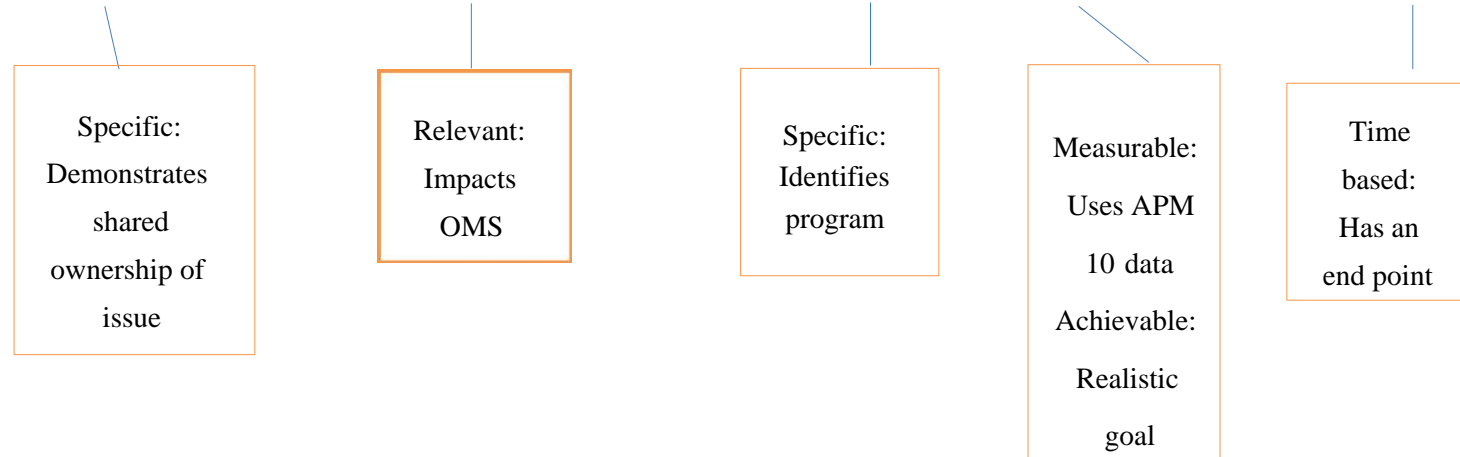 Specific:
Demonstrates
shared
ownership of
issue
Relevant:
Impacts
OMS
Specific:
Identifies
program
Measurable:
Uses APM
10 data
Achievable:
Realistic
goal
Time
based:
Has an
end point